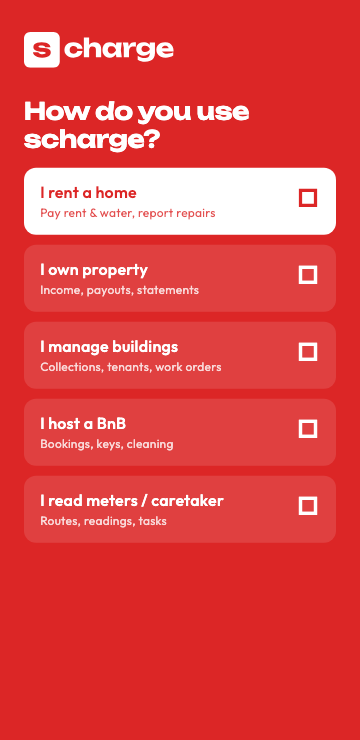 s charge
How do you use
scharge?
I rent a home
Pay rent & water, report repairs
I own property
Income, payouts, statements
I manage buildings
Collections, tenants, work orders
I host a BnB
Bookings, keys, cleaning
I read meters / caretaker
Routes, readings, tasks